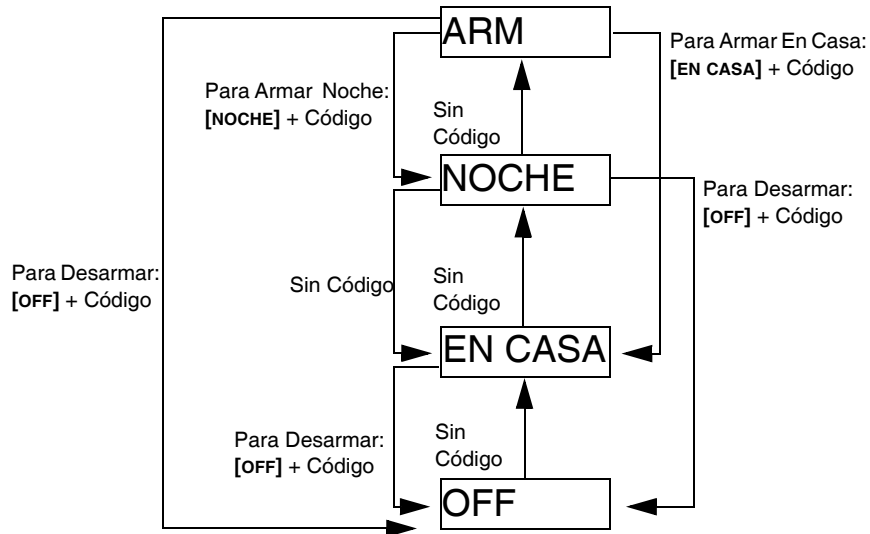 ARM
Para Armar En Casa:
[EN CASA] + Código
Para Armar Noche:
[NOCHE] + Código
Sin
Código
NOCHE
Para Desarmar:
[OFF] + Código
Para Desarmar:
[OFF] + Código
Sin Código
Sin
Código
EN CASA
Para Desarmar:
[OFF] + Código
Sin
Código
OFF